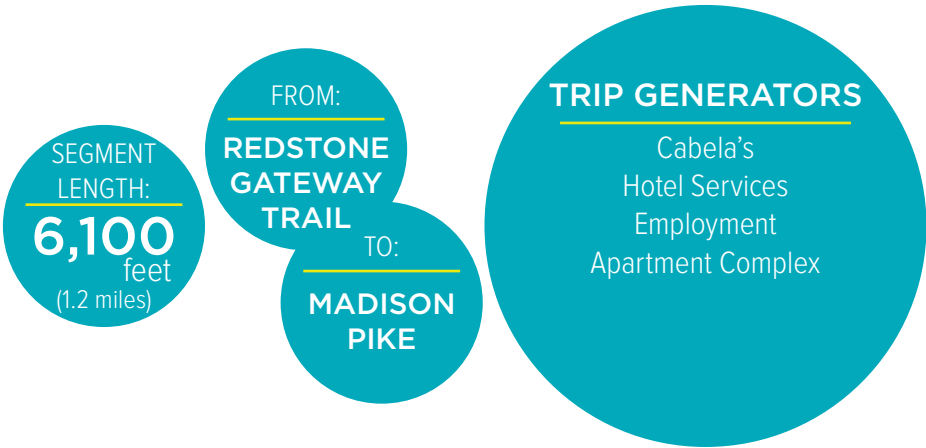 SEGMENT
LENGTH:
6,100
feet
(1.2 miles)
FROM:
REDSTONE
GATEWAY
TRAIL
TO:
MADISON
PIKE
TRIP GENERATORS
Cabela's
Hotel Services
Employment
Apartment Complex